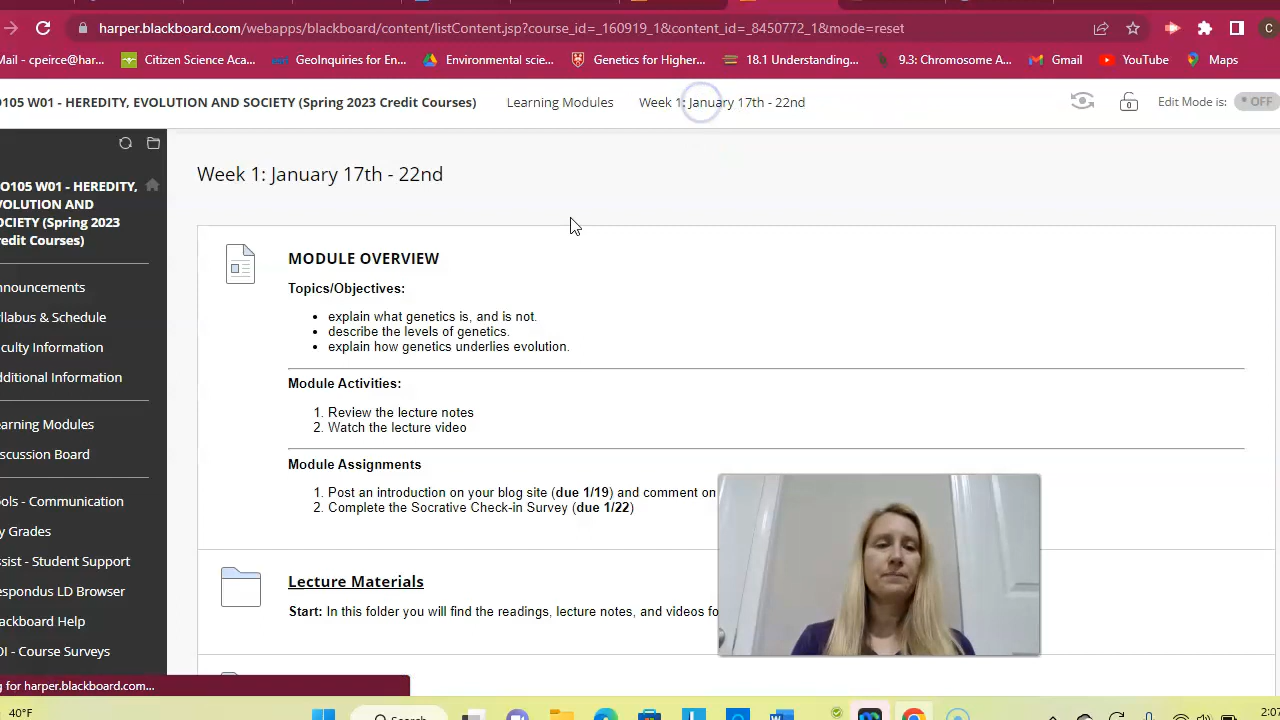 harper.blackboard.com/webapps/blackboard/content/listContent.jsp?course_id=_160919_1&content_id=_8450772_1&mode=reset
Mail - cpeirce@har... Citizen Science Aca... GeoInquiries for En... Environmental scie... Genetics for Higher... 18.1 Understanding... 9.3: Chromosome A... Gmail YouTube Maps
O105 W01 - HEREDITY, EVOLUTION AND SOCIETY (Spring 2023 Credit Courses) Learning Modules Week 1: January 17th - 22nd Edit Mode is: OFF
O105 W01 - HEREDITY,
VOLUTION AND
OCIETY (Spring 2023
redit Courses)
nnouncements
llabus & Schedule
culty Information
dditional Information
earning Modules
scussion Board
ols - Communication
y Grades
ssist - Student Support
espondus LD Browser
ackboard Help
OI - Course Surveys
Week 1: January 17th - 22nd
MODULE OVERVIEW
Topics/Objectives:
• explain what genetics is, and is not.
• describe the levels of genetics.
• explain how genetics underlies evolution.
Module Activities:
1. Review the lecture notes
2. Watch the lecture video
Module Assignments
1. Post an introduction on your blog site (due 1/19) and comment on
2. Complete the Socrative Check-in Survey (due 1/22)
Lecture Materials
Start: In this folder you will find the readings, lecture notes, and videos fo
g for harper.blackboard.com...
40°F Search 2:07